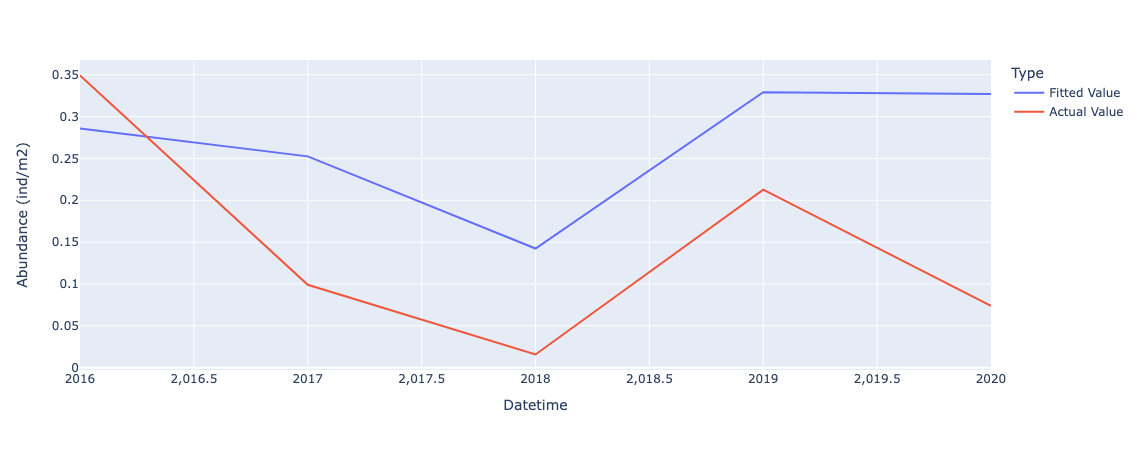 Type
Fitted Value
Actual Value
Abundance (ind/m2)
0.35
0.3
0.25
0.2
0.15
0.1
0.05
0
2016 2,016.5 2017 2,017.5 2018 2,018.5 2019 2,019.5 2020
Datetime